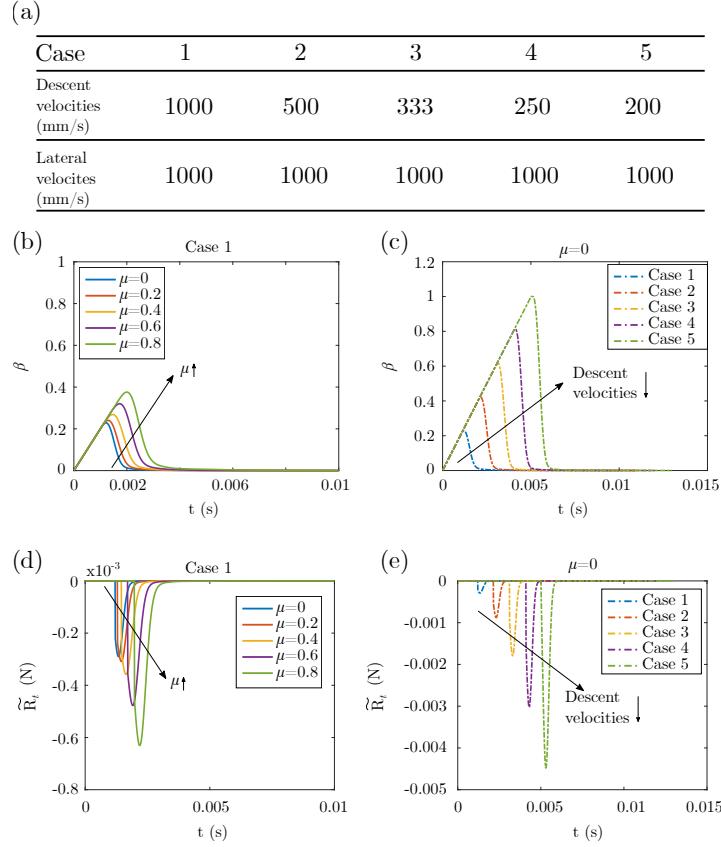 (a)
Case 1 2 3 4 5
Descent
velocities
(mm/s)
1000 500 333 250 200
Lateral
velocites
(mm/s)
1000 1000 1000 1000 1000
(b)
Case 1
1
0.8
0.6
0.4
0.2
0
β
μ=0
μ=0.2
μ=0.4
μ=0.6
μ=0.8
μ↑
0 0.002 0.006 0.01
t (s)
(c)
μ=0
1.2
1
0.8
0.6
0.4
0.2
0
β
Case 1
Case 2
Case 3
Case 4
Case 5
Descent
velocities ↓
0 0.005 0.01 0.015
t (s)
(d)
Case 1
x10⁻³
0
-0.2
-0.4
-0.6
-0.8
R̃ₜ (N)
μ=0
μ=0.2
μ=0.4
μ=0.6
μ=0.8
μ↑
0 0.005 0.01
t (s)
(e)
μ=0
0
-0.001
-0.002
-0.003
-0.004
-0.005
R̃ₜ (N)
Case 1
Case 2
Case 3
Case 4
Case 5
Descent
velocities ↓
0 0.005 0.01 0.015
t (s)